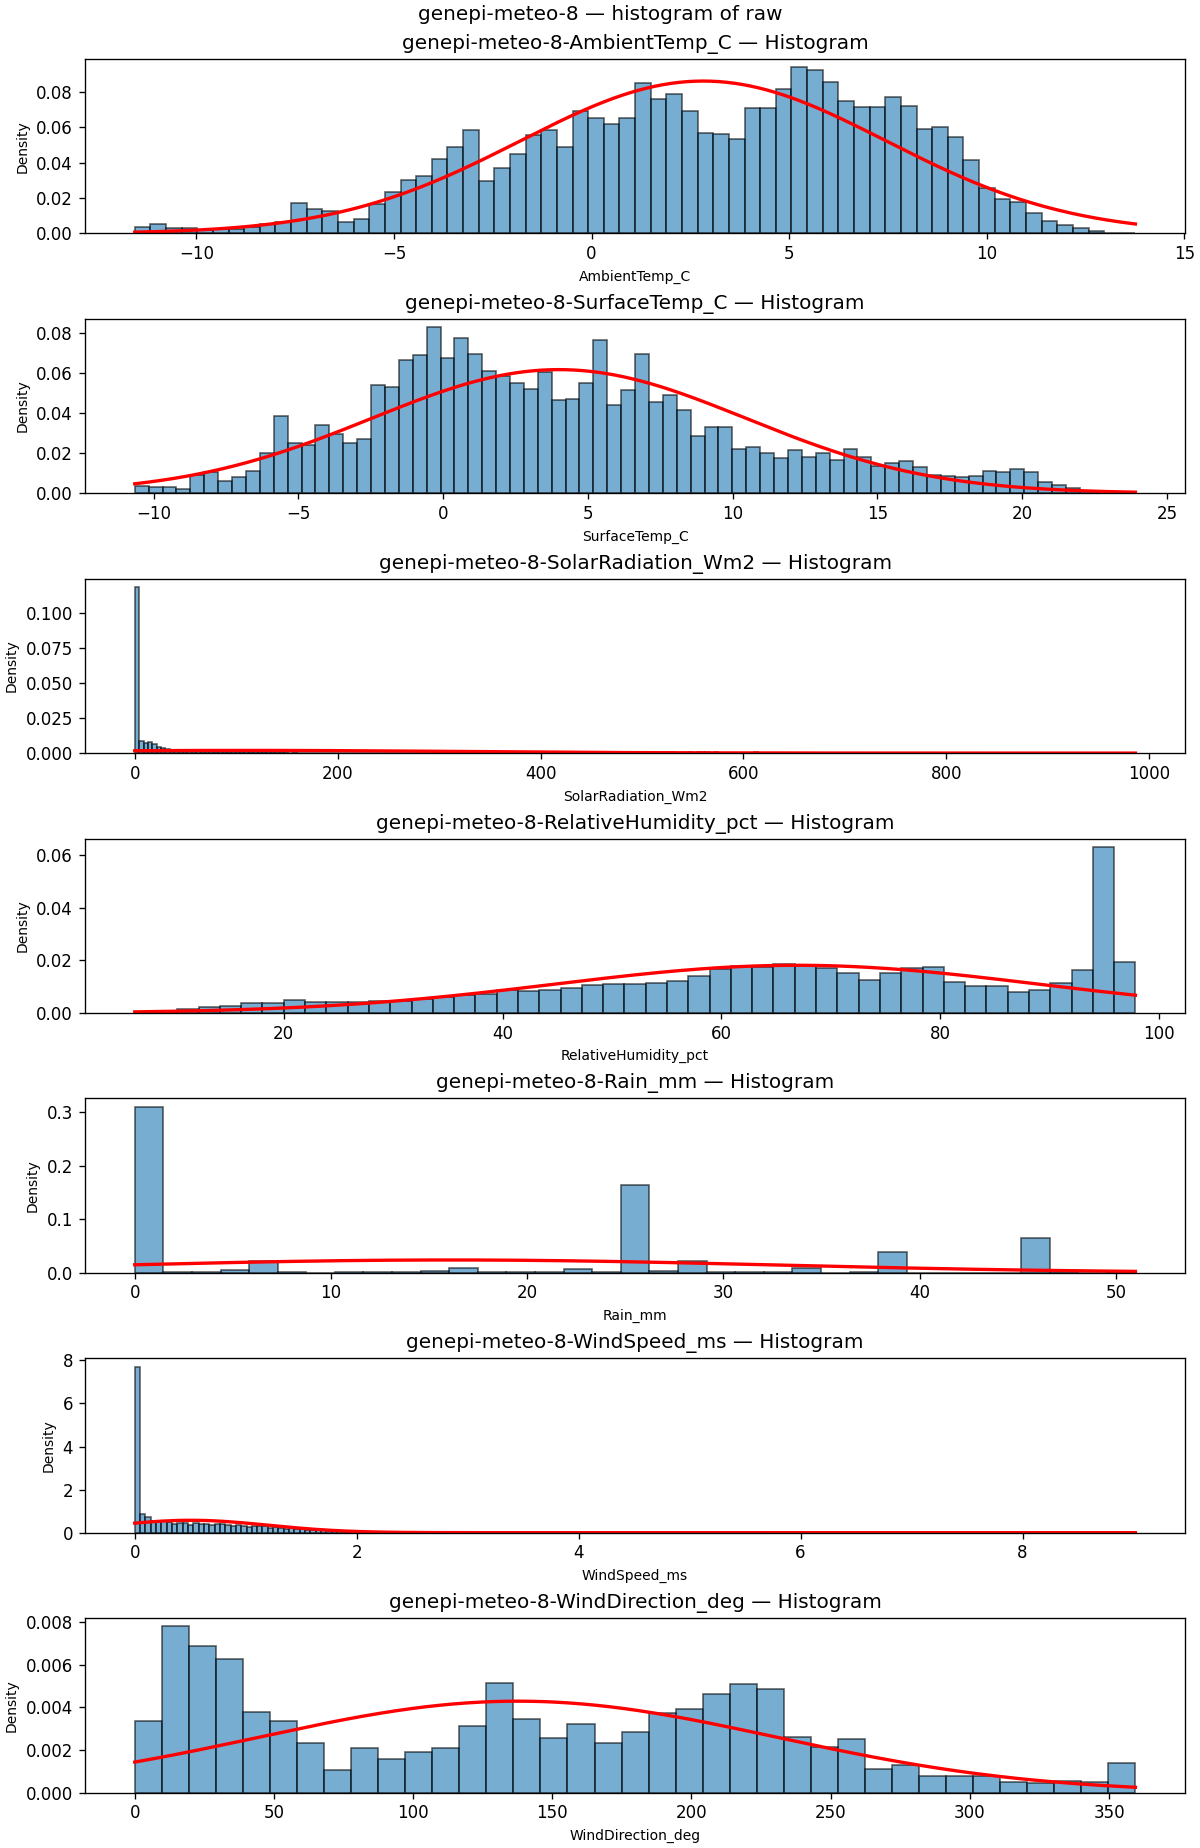 genepi-meteo-8 — histogram of raw
genepi-meteo-8-AmbientTemp_C — Histogram
Density
0.08
0.06
0.04
0.02
0.00
−10 −5 0 5 10 15
AmbientTemp_C
genepi-meteo-8-SurfaceTemp_C — Histogram
Density
0.08
0.06
0.04
0.02
0.00
−10 −5 0 5 10 15 20 25
SurfaceTemp_C
genepi-meteo-8-SolarRadiation_Wm2 — Histogram
Density
0.100
0.075
0.050
0.025
0.000
0 200 400 600 800 1000
SolarRadiation_Wm2
genepi-meteo-8-RelativeHumidity_pct — Histogram
Density
0.06
0.04
0.02
0.00
20 40 60 80 100
RelativeHumidity_pct
genepi-meteo-8-Rain_mm — Histogram
Density
0.3
0.2
0.1
0.0
0 10 20 30 40 50
Rain_mm
genepi-meteo-8-WindSpeed_ms — Histogram
Density
8
6
4
2
0
0 2 4 6 8
WindSpeed_ms
genepi-meteo-8-WindDirection_deg — Histogram
Density
0.008
0.006
0.004
0.002
0.000
0 50 100 150 200 250 300 350
WindDirection_deg